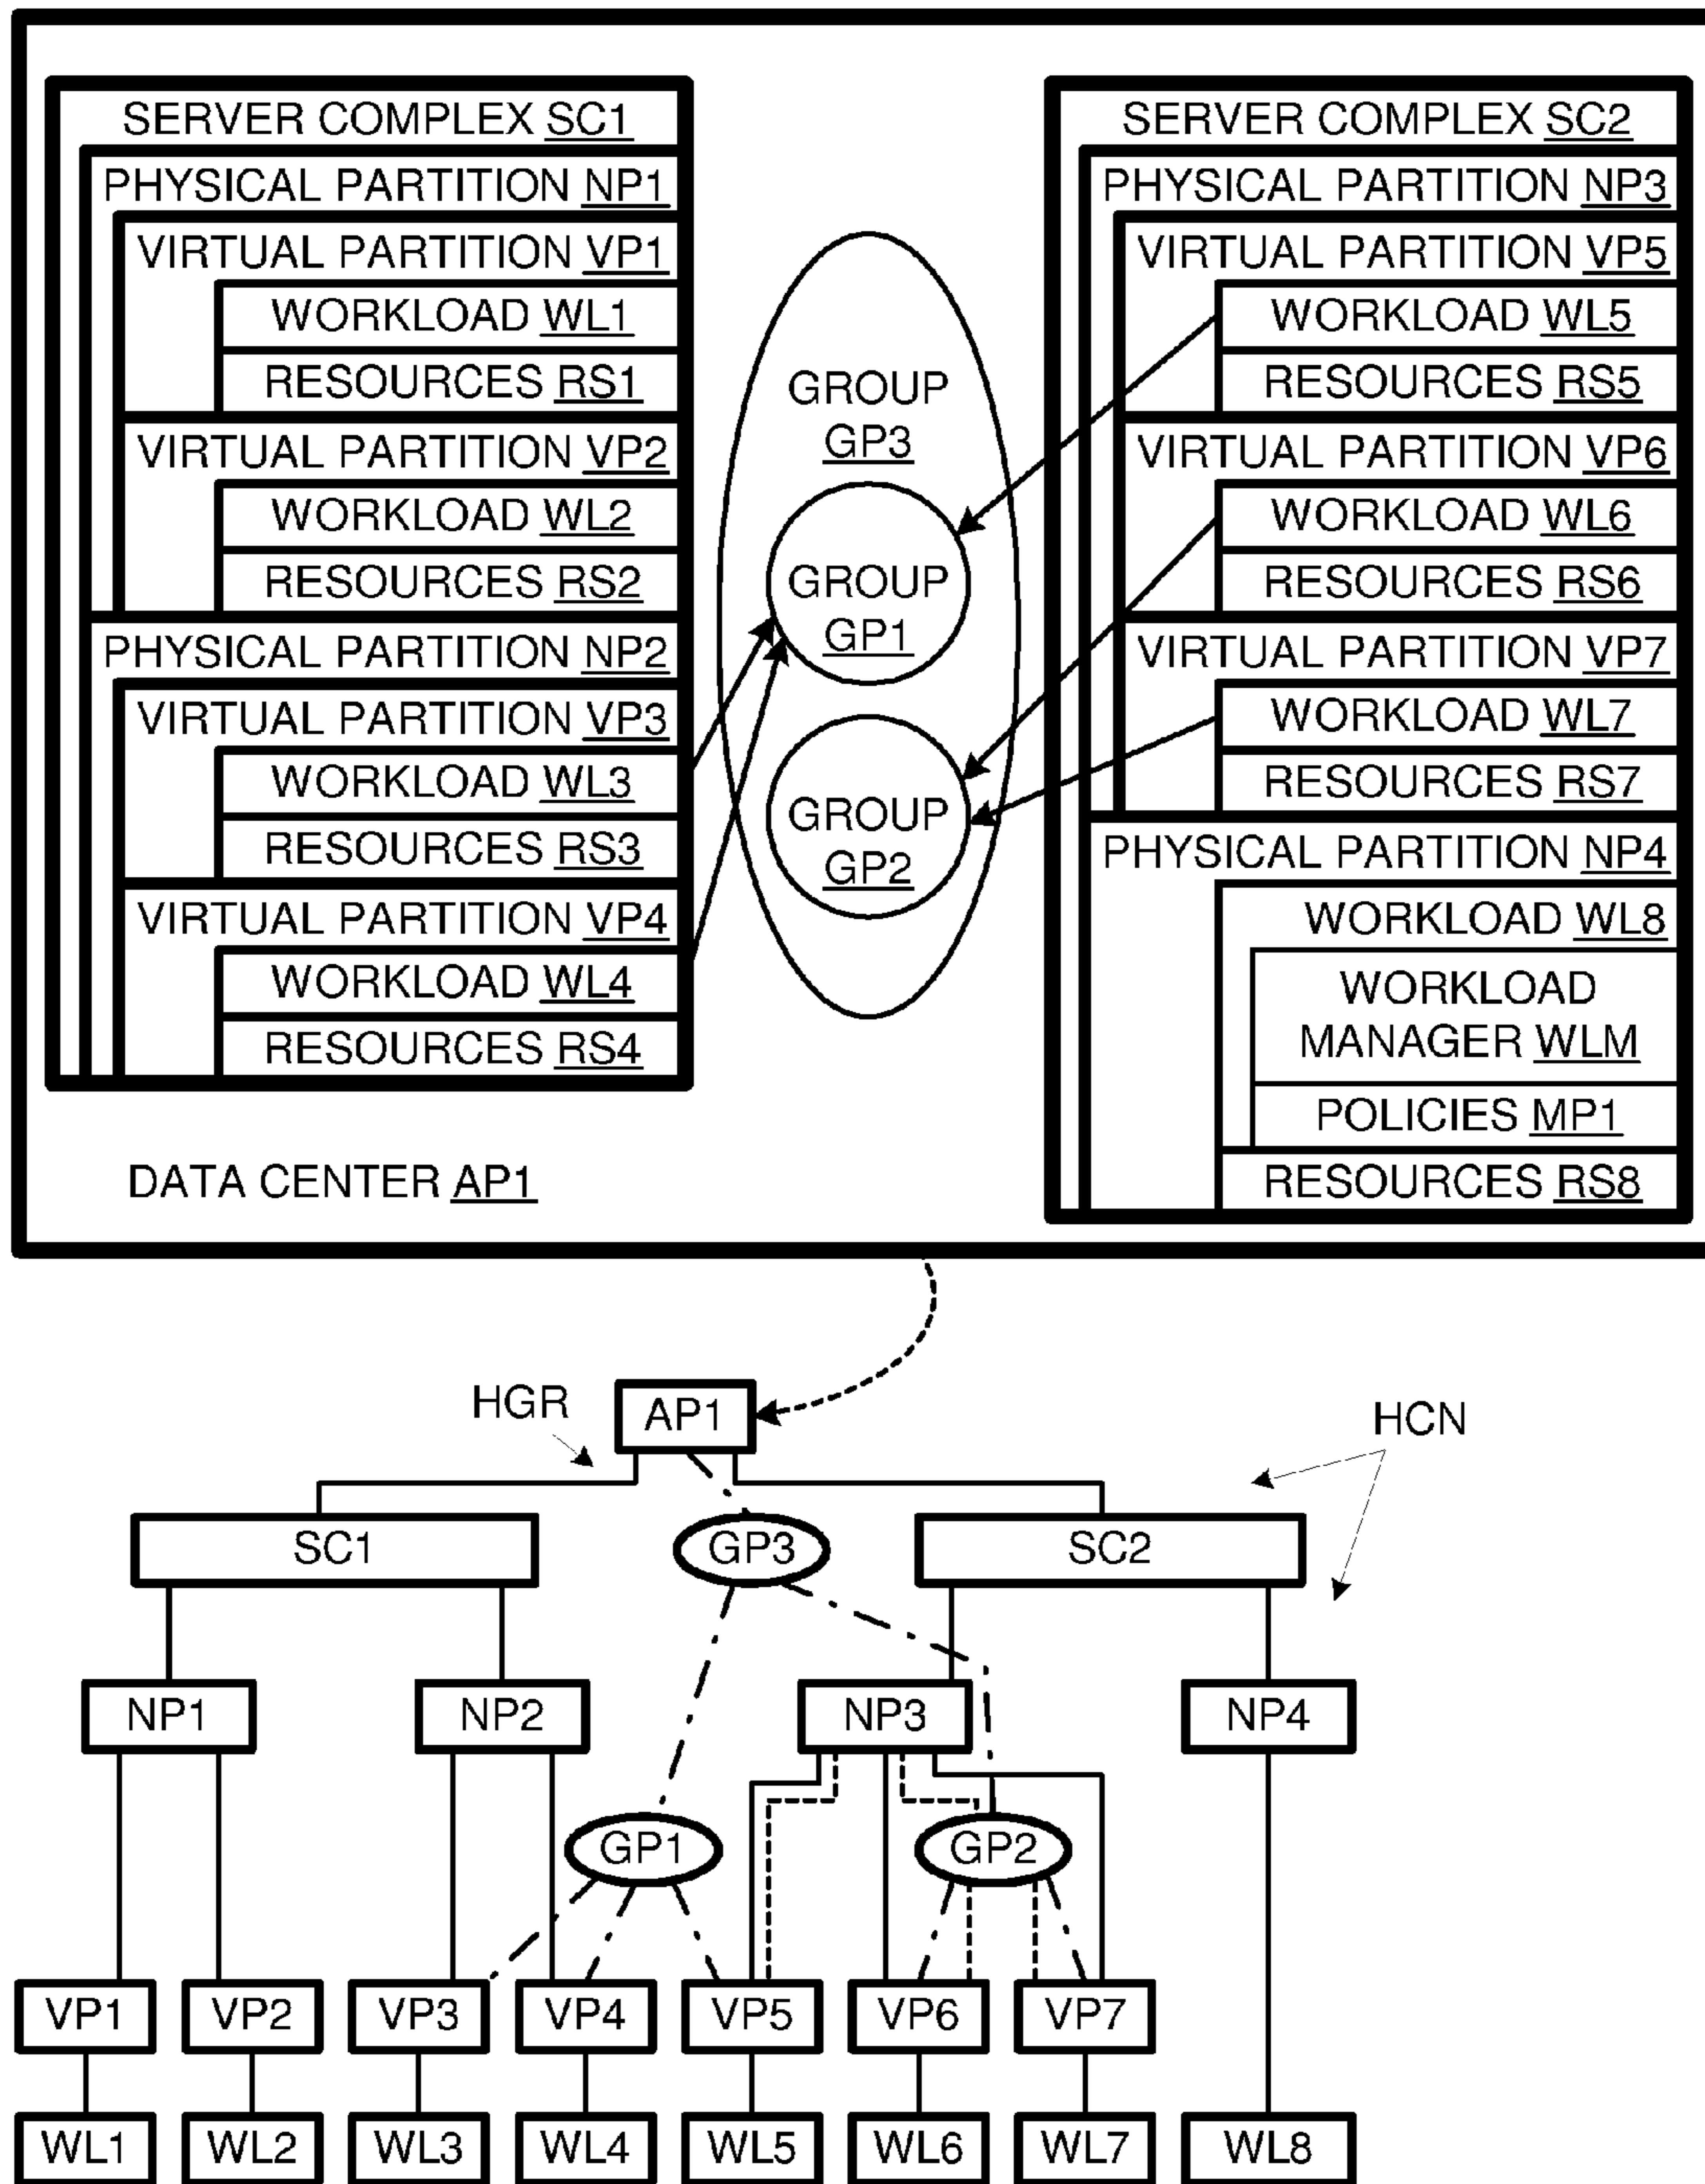 SERVER COMPLEX SC1
PHYSICAL PARTITION NP1
VIRTUAL PARTITION VP1
WORKLOAD WL1
RESOURCES RS1
VIRTUAL PARTITION VP2
WORKLOAD WL2
RESOURCES RS2
PHYSICAL PARTITION NP2
VIRTUAL PARTITION VP3
WORKLOAD WL3
RESOURCES RS3
VIRTUAL PARTITION VP4
WORKLOAD WL4
RESOURCES RS4
GROUP
GP3
GROUP
GP1
GROUP
GP2
SERVER COMPLEX SC2
PHYSICAL PARTITION NP3
VIRTUAL PARTITION VP5
WORKLOAD WL5
RESOURCES RS5
VIRTUAL PARTITION VP6
WORKLOAD WL6
RESOURCES RS6
VIRTUAL PARTITION VP7
WORKLOAD WL7
RESOURCES RS7
PHYSICAL PARTITION NP4
WORKLOAD WL8
WORKLOAD
MANAGER WLM
POLICIES MP1
RESOURCES RS8
DATA CENTER AP1
HGR
AP1
HCN
SC1
GP3
SC2
NP1
NP2
NP3
NP4
GP1
GP2
VP1
VP2
VP3
VP4
VP5
VP6
VP7
WL1
WL2
WL3
WL4
WL5
WL6
WL7
WL8